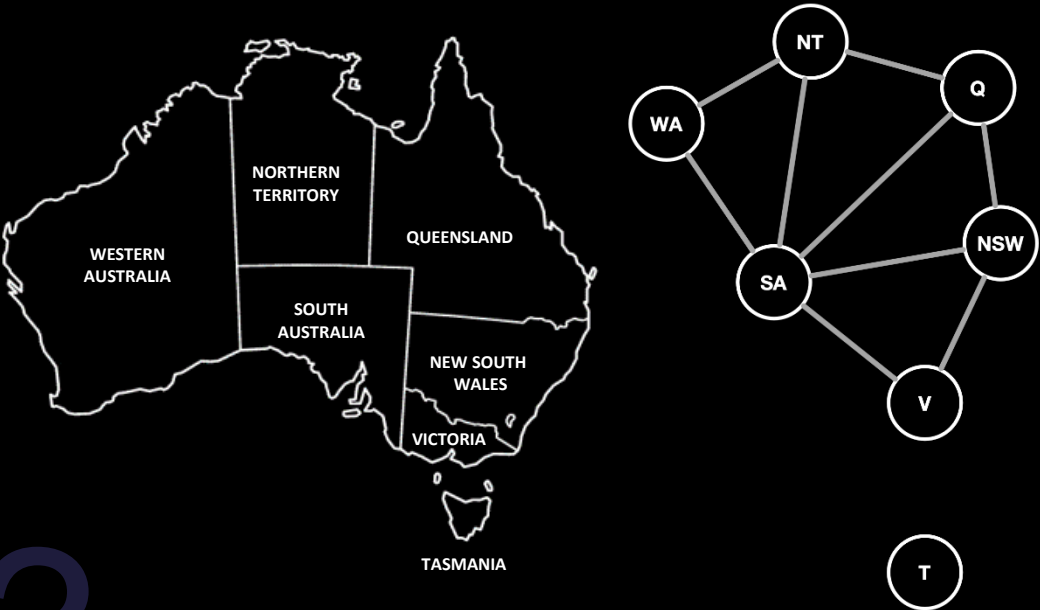 NORTHERN
TERRITORY
WESTERN
AUSTRALIA
QUEENSLAND
SOUTH
AUSTRALIA
NEW SOUTH
WALES
VICTORIA
TASMANIA
NT
Q
WA
NSW
SA
V
T